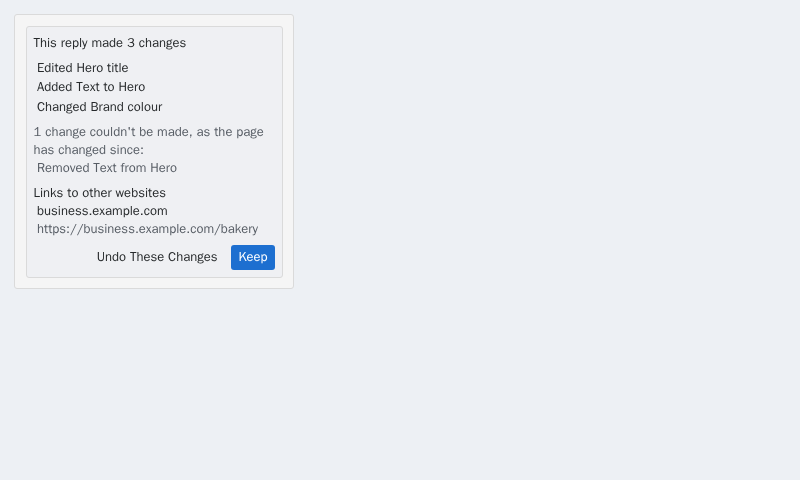 This reply made 3 changes
Edited Hero title
Added Text to Hero
Changed Brand colour
1 change couldn't be made, as the page
has changed since:
Removed Text from Hero
Links to other websites
business.example.com
https://business.example.com/bakery
Undo These Changes
Keep